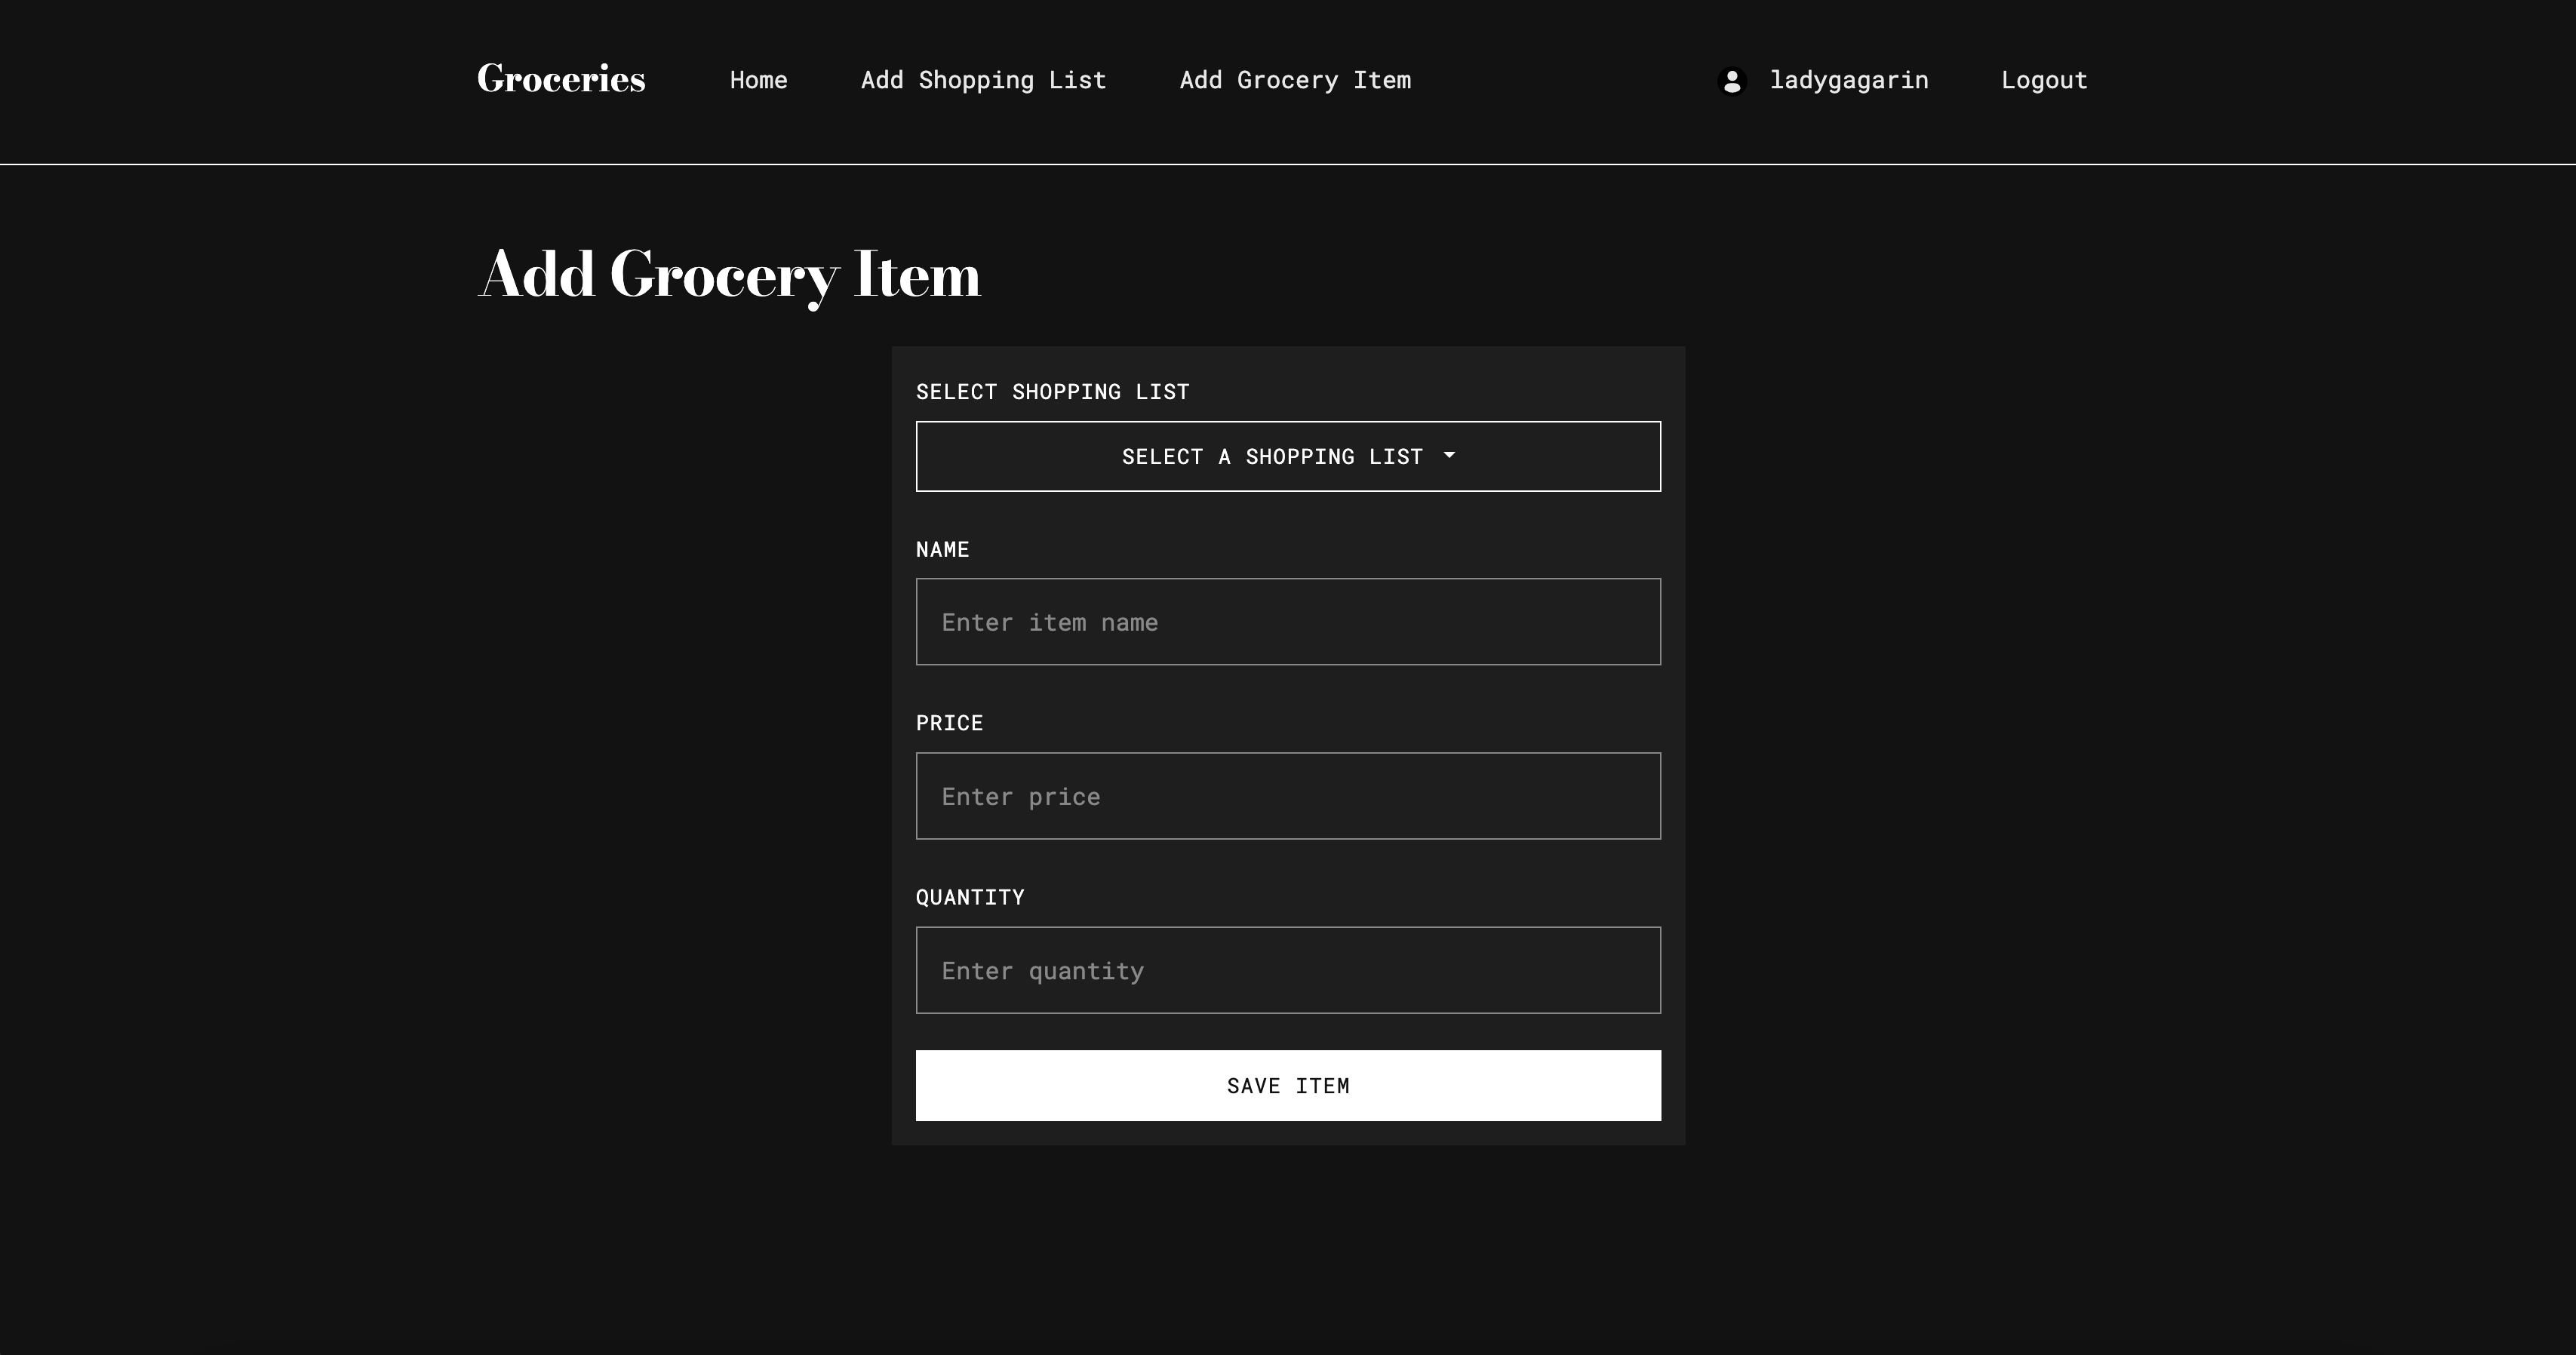 Groceries Home Add Shopping List Add Grocery Item ladygagarin Logout
Add Grocery Item
SELECT SHOPPING LIST
SELECT A SHOPPING LIST
NAME
Enter item name
PRICE
Enter price
QUANTITY
Enter quantity
SAVE ITEM